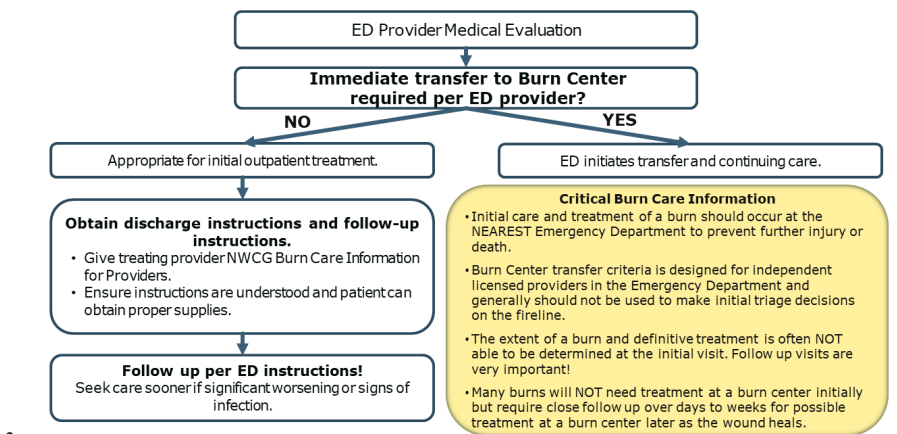 ED Provider Medical Evaluation
Immediate transfer to Burn Center
required per ED provider?
NO
YES
Appropriate for initial outpatient treatment.
ED initiates transfer and continuing care.
Obtain discharge instructions and follow-up
instructions.
• Give treating provider NWCG Burn Care Information
for Providers.
• Ensure instructions are understood and patient can
obtain proper supplies.
Follow up per ED instructions!
Seek care sooner if significant worsening or signs of
infection.
Critical Burn Care Information
• Initial care and treatment of a burn should occur at the
NEAREST Emergency Department to prevent further injury or
death.
• Burn Center transfer criteria is designed for independent
licensed providers in the Emergency Department and
generally should not be used to make initial triage decisions
on the fireline.
• The extent of a burn and definitive treatment is often NOT
able to be determined at the initial visit. Follow up visits are
very important!
• Many burns will NOT need treatment at a burn center initially
but require close follow up over days to weeks for possible
treatment at a burn center later as the wound heals.